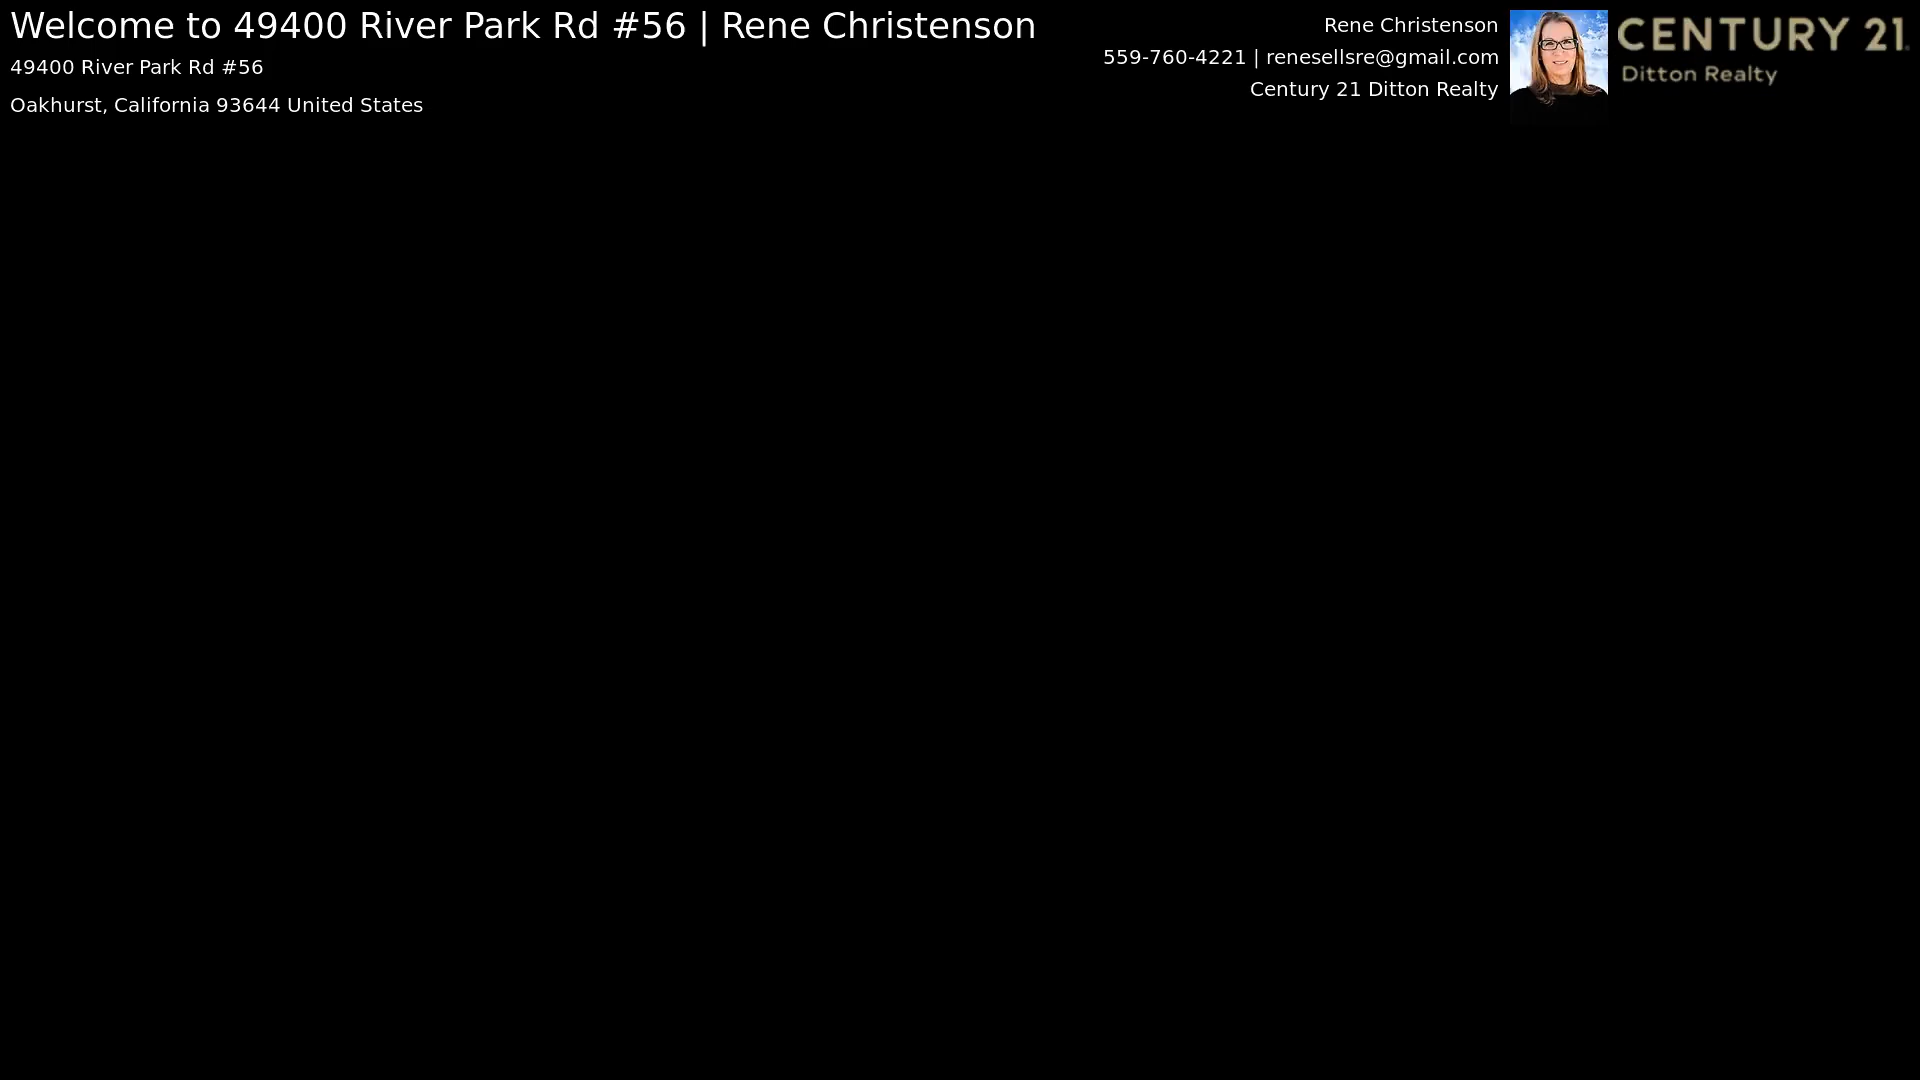 Welcome to 49400 River Park Rd #56 | Rene Christenson
49400 River Park Rd #56
Oakhurst, California 93644 United States
Rene Christenson
559-760-4221 | renesellsre@gmail.com
Century 21 Ditton Realty
CENTURY 21
Ditton Realty